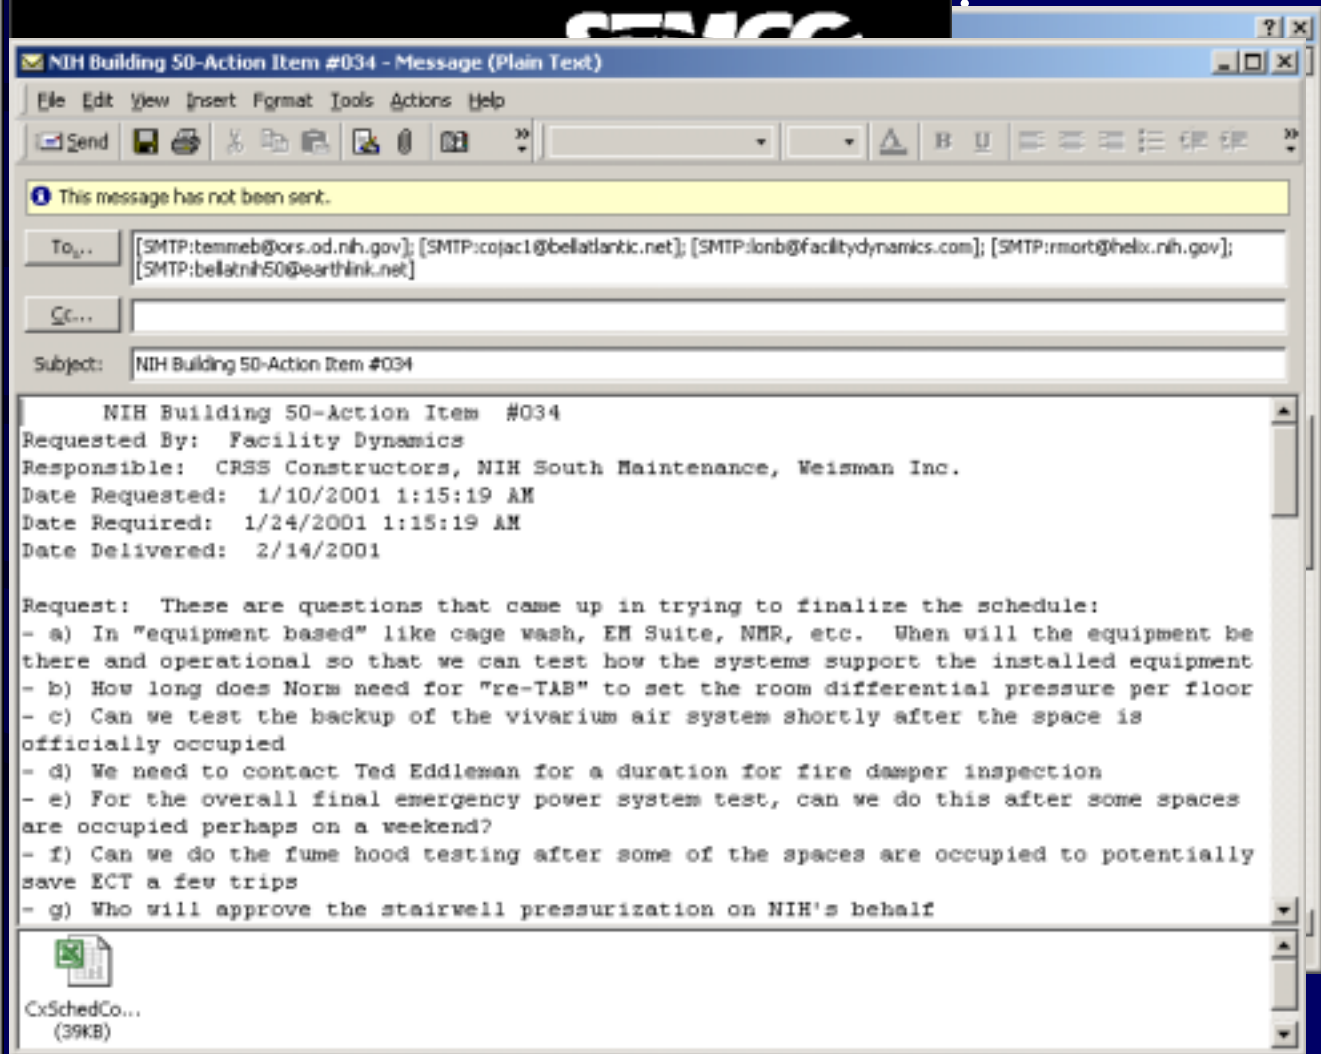 NIH Building 50-Action Item #034 - Message (Plain Text)
File Edit View Insert Format Tools Actions Help
Send
This message has not been sent.
To... [SMTP:temmeb@ors.od.nih.gov]; [SMTP:cojac1@bellatlantic.net]; [SMTP:lonb@facilitydynamics.com]; [SMTP:rmort@helix.nih.gov];
[SMTP:bellatnih50@earthlink.net]
Cc...
Subject: NIH Building 50-Action Item #034
NIH Building 50-Action Item #034
Requested By: Facility Dynamics
Responsible: CRSS Constructors, NIH South Maintenance, Weisman Inc.
Date Requested: 1/10/2001 1:15:19 AM
Date Required: 1/24/2001 1:15:19 AM
Date Delivered: 2/14/2001
Request: These are questions that came up in trying to finalize the schedule:
- a) In "equipment based" like cage wash, EM Suite, NMR, etc. When will the equipment be
there and operational so that we can test how the systems support the installed equipment
- b) How long does Norm need for "re-TAB" to set the room differential pressure per floor
- c) Can we test the backup of the vivarium air system shortly after the space is
officially occupied
- d) We need to contact Ted Eddleman for a duration for fire damper inspection
- e) For the overall final emergency power system test, can we do this after some spaces
are occupied perhaps on a weekend?
- f) Can we do the fume hood testing after some of the spaces are occupied to potentially
save ECT a few trips
- g) Who will approve the stairwell pressurization on NIH's behalf
CxSchedCo...
(39KB)